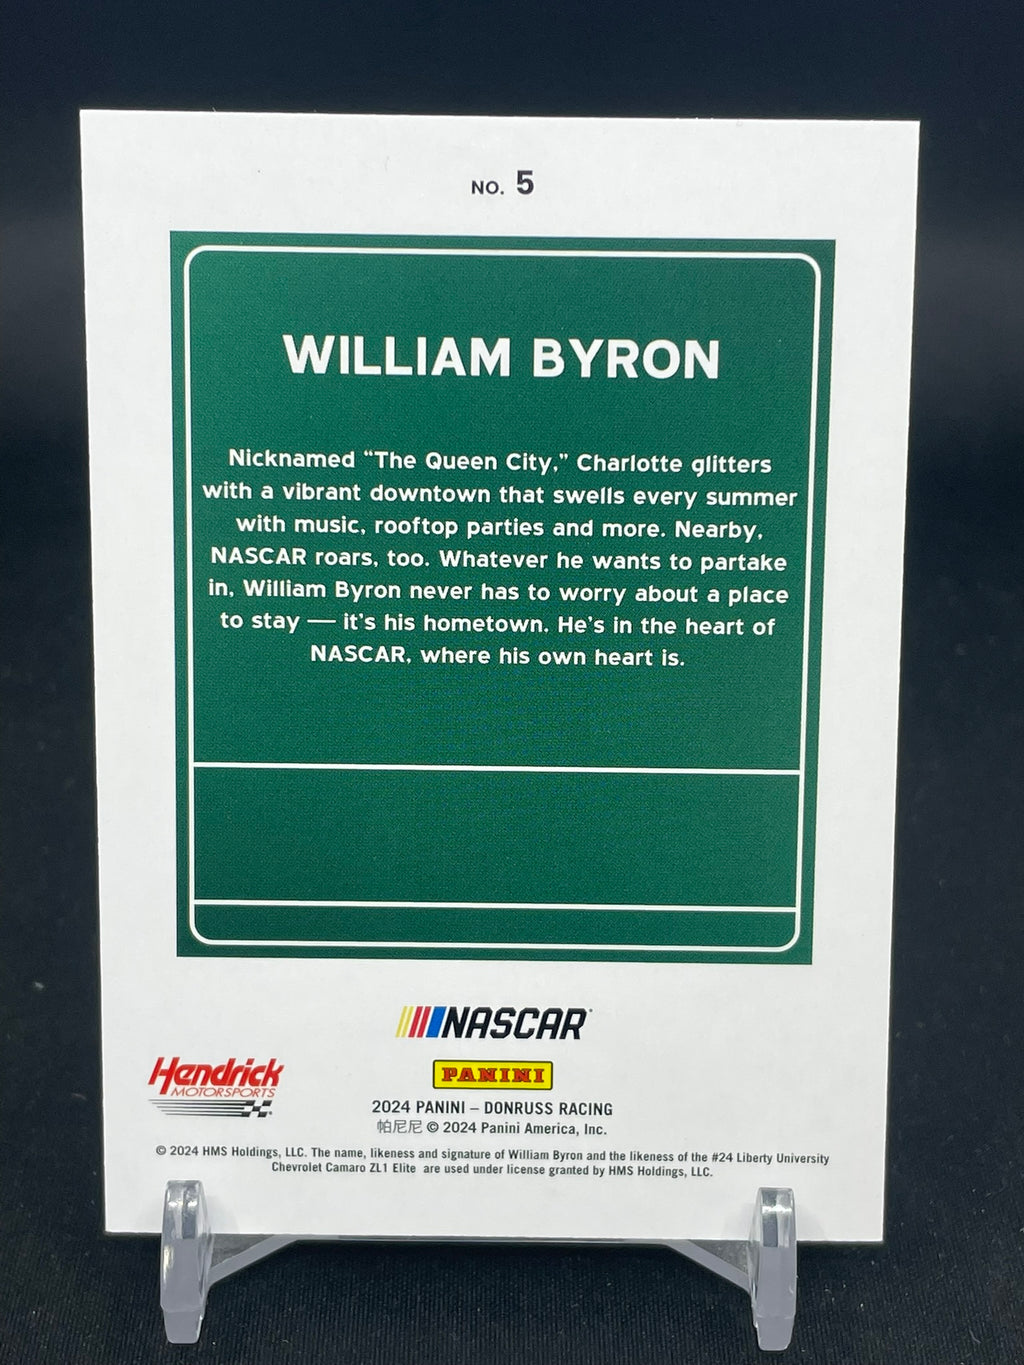 NO. 5
WILLIAM BYRON
Nicknamed “The Queen City,” Charlotte glitters
with a vibrant downtown that swells every summer
with music, rooftop parties and more. Nearby,
NASCAR roars, too. Whatever he wants to partake
in, William Byron never has to worry about a place
to stay — it’s his hometown. He’s in the heart of
NASCAR, where his own heart is.
NASCAR
Hendrick
MOTORSPORTS
PANINI
2024 PANINI – DONRUSS RACING
帕尼尼 © 2024 Panini America, Inc.
© 2024 HMS Holdings, LLC. The name, likeness and signature of William Byron and the likeness of the #24 Liberty University
Chevrolet Camaro ZL1 Elite are used under license granted by HMS Holdings, LLC.